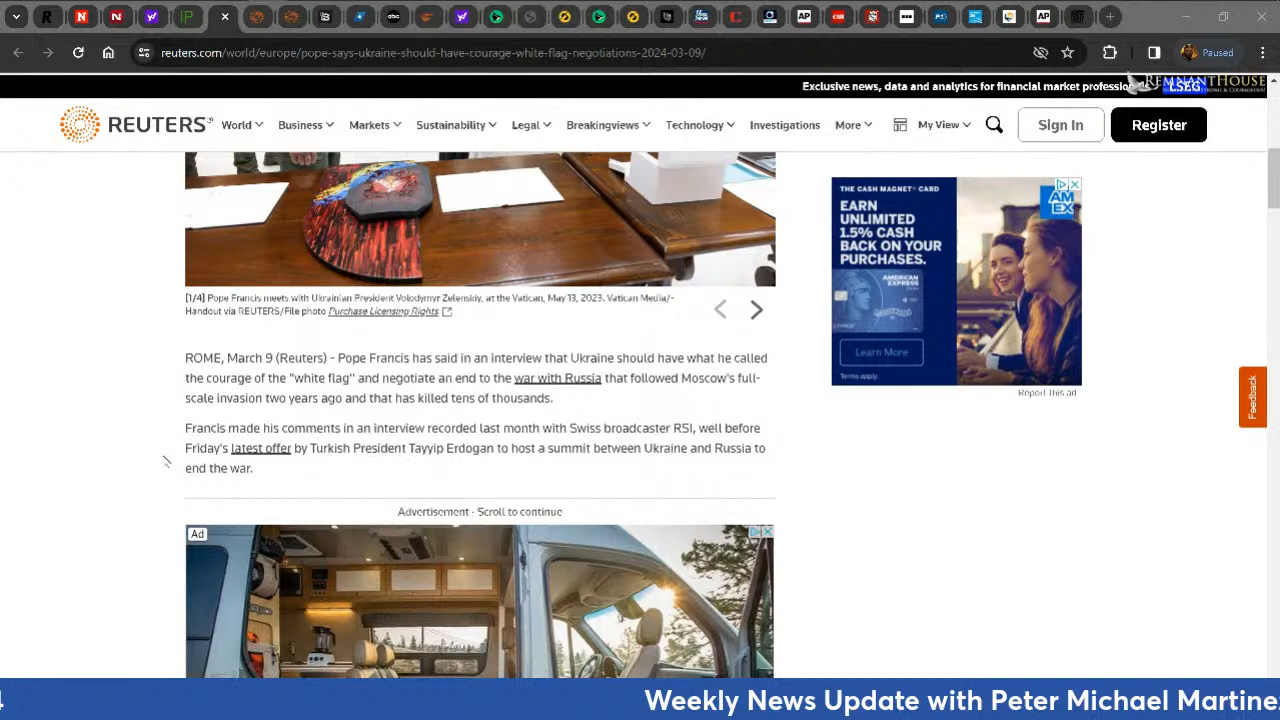 reuters.com/world/europe/pope-says-ukraine-should-have-courage-white-flag-negotiations-2024-03-09/
Paused
Exclusive news, data and analytics for financial market
REMNANTHOUSE
LSEG
REUTERS
World
Business
Markets
Sustainability
Legal
Breakingviews
Technology
Investigations
More
My View
Sign In
Register
[1/4] Pope Francis meets with Ukrainian President Volodymyr Zelenskiy, at the Vatican, May 13, 2023. Vatican Media/-
Handout via REUTERS/File photo Purchase Licensing Rights
ROME, March 9 (Reuters) - Pope Francis has said in an interview that Ukraine should have what he called
the courage of the "white flag" and negotiate an end to the war with Russia that followed Moscow's full-
scale invasion two years ago and that has killed tens of thousands.
Francis made his comments in an interview recorded last month with Swiss broadcaster RSI, well before
Friday's latest offer by Turkish President Tayyip Erdogan to host a summit between Ukraine and Russia to
end the war.
Advertisement · Scroll to continue
Ad
THE CASH MAGNET® CARD
EARN
UNLIMITED
1.5% CASH
BACK ON YOUR
PURCHASES.
AM
EX
AMERICAN
EXPRESS
Learn More
Terms apply.
Report this ad
Feedback
4
Weekly News Update with Peter Michael Martine